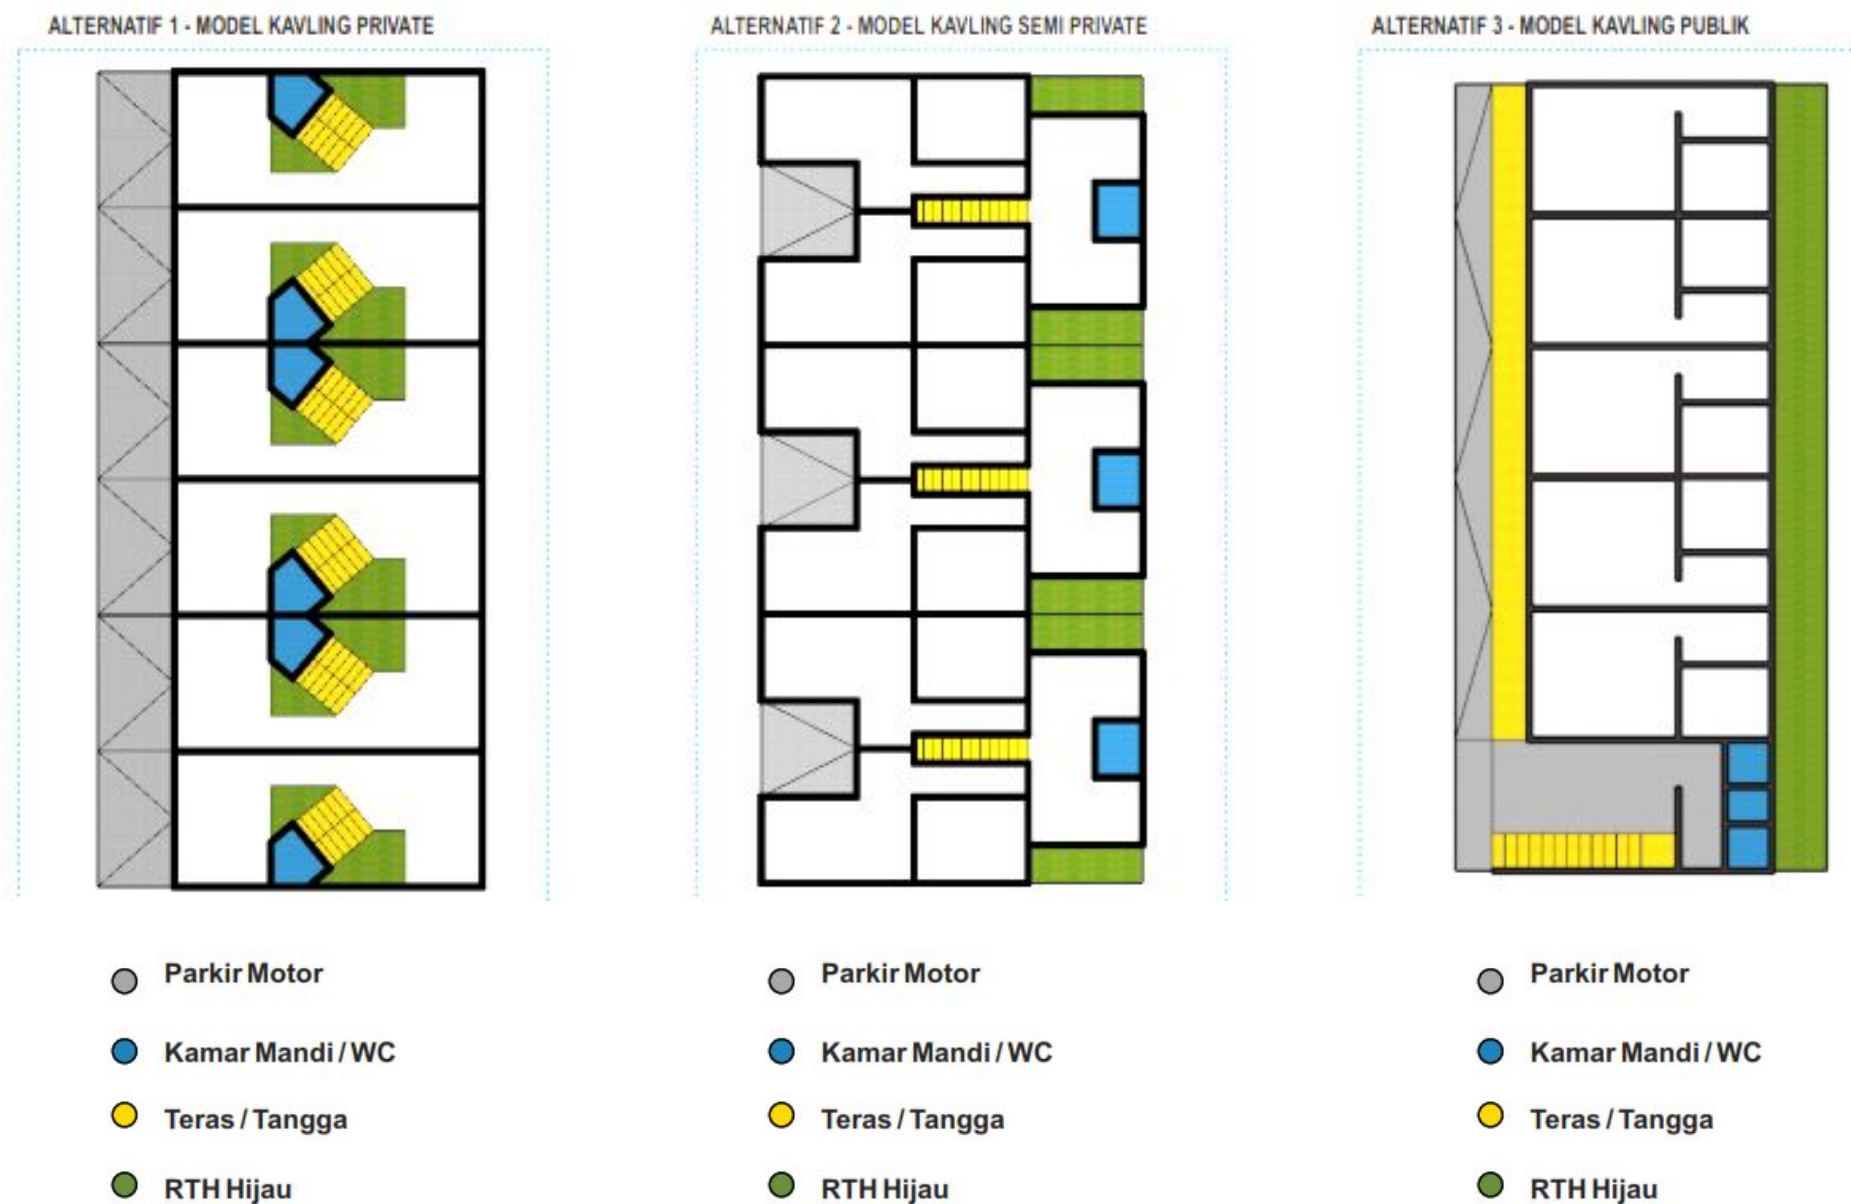 ALTERNATIF 1 - MODEL KAVLING PRIVATE
ALTERNATIF 2 - MODEL KAVLING SEMI PRIVATE
ALTERNATIF 3 - MODEL KAVLING PUBLIK
Parkir Motor
Kamar Mandi / WC
Teras / Tangga
RTH Hijau
Parkir Motor
Kamar Mandi / WC
Teras / Tangga
RTH Hijau
Parkir Motor
Kamar Mandi / WC
Teras / Tangga
RTH Hijau